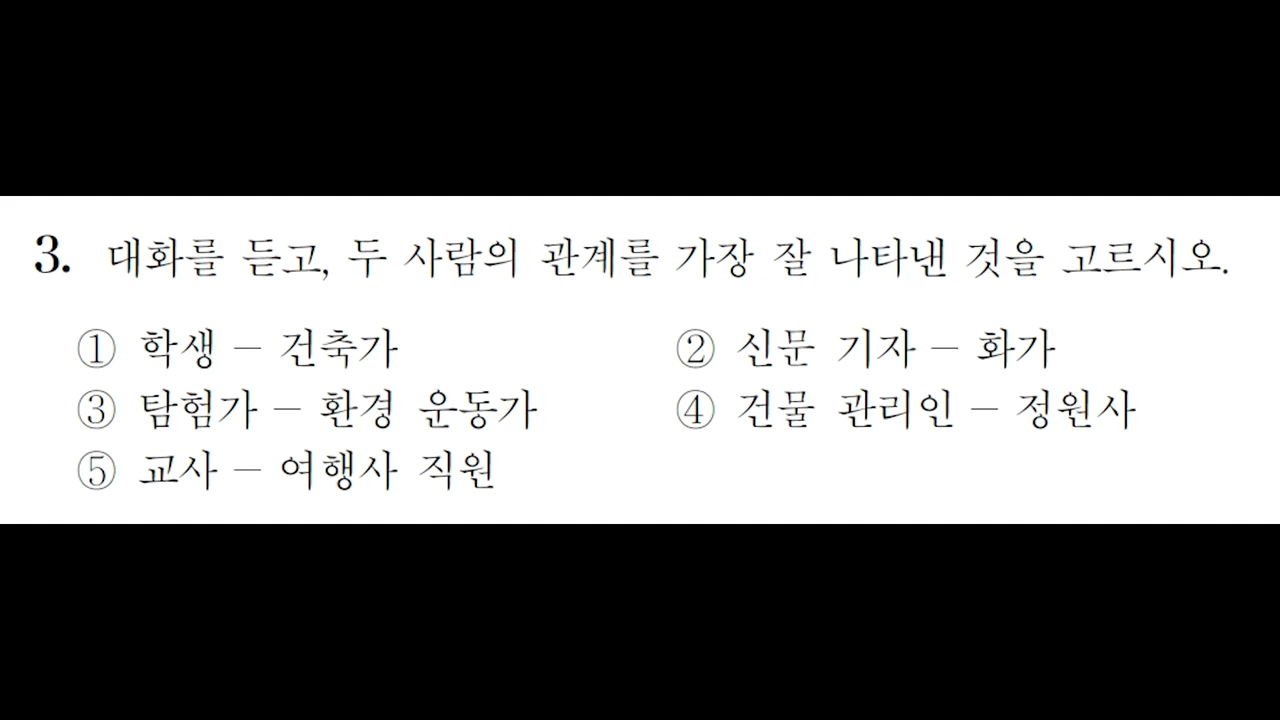 3. 대화를 듣고, 두 사람의 관계를 가장 잘 나타낸 것을 고르시오.
① 학생 – 건축가 ② 신문 기자 – 화가
③ 탐험가 – 환경 운동가 ④ 건물 관리인 – 정원사
⑤ 교사 – 여행사 직원